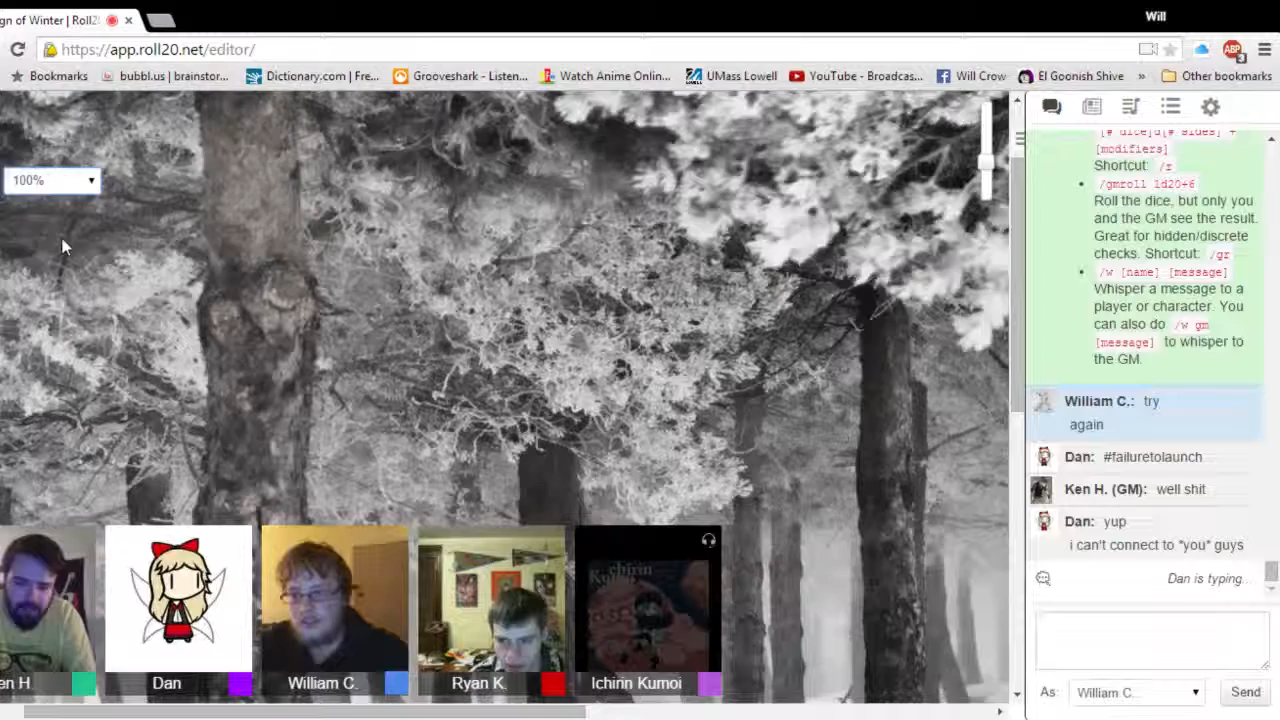 gn of Winter | Roll2
Will
https://app.roll20.net/editor/
ABP
3
Bookmarks
bubbl.us | brainstor...
Dictionary.com | Fre...
Grooveshark - Listen...
Watch Anime Onlin...
UMass Lowell
YouTube - Broadcas...
Will Crow
El Goonish Shive
»
Other bookmarks
100%
[# dice]d[# sides] +
[modifiers]
Shortcut: /r
/gmroll 1d20+6
Roll the dice, but only you
and the GM see the result.
Great for hidden/discrete
checks. Shortcut: /gr
/w [name] [message]
Whisper a message to a
player or character. You
can also do /w gm
[message] to whisper to
the GM.
William C.: try
again
Dan: #failuretolaunch
Ken H. (GM): well shit
Dan: yup
i can't connect to *you* guys
Dan is typing...
As: William C.
Send
en H.
Dan
William C.
Ryan K.
Ichirin Kumoi